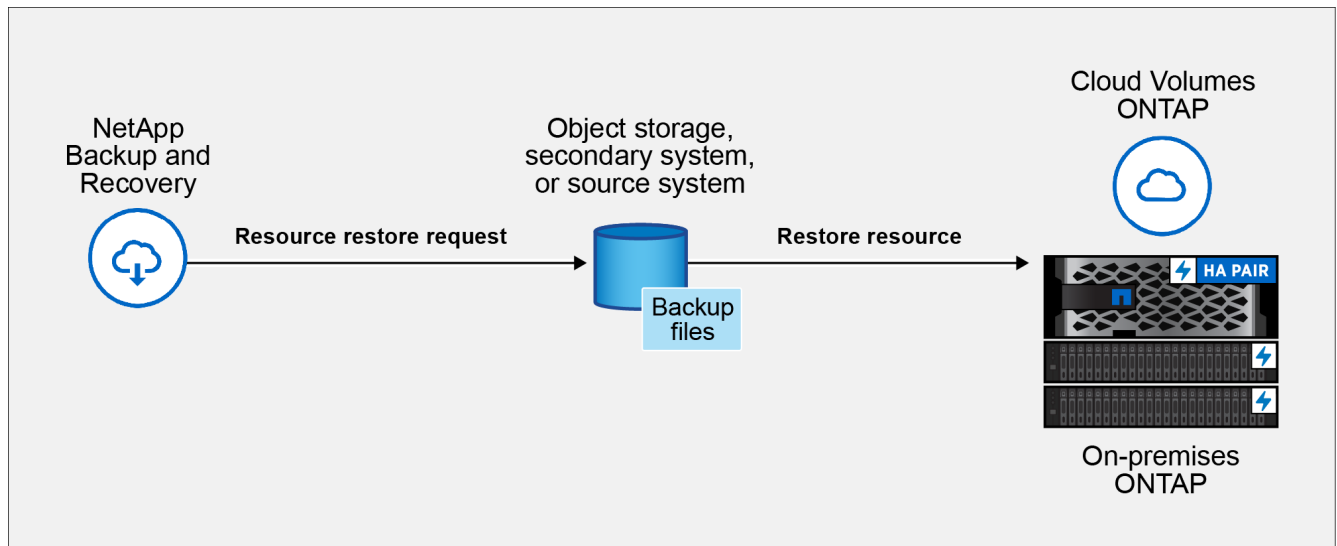 NetApp
Backup and
Recovery
Resource restore request
Object storage,
secondary system,
or source system
Backup
files
Restore resource
Cloud Volumes
ONTAP
HA PAIR
On-premises
ONTAP